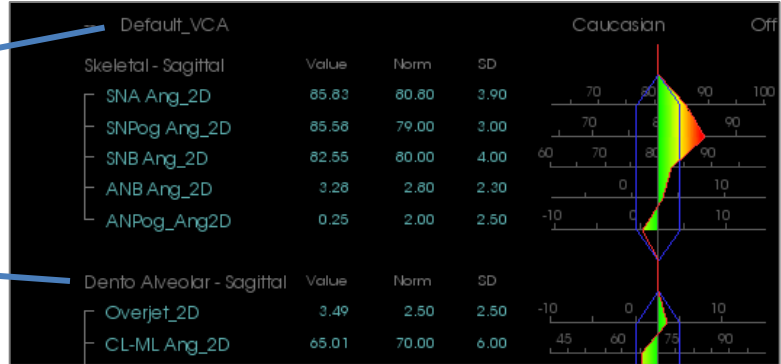 Default_VCA Caucasian Off
Skeletal - Sagittal Value Norm SD
SNA Ang_2D 85.83 80.80 3.90 70 80 90 100
SNPog Ang_2D 85.58 79.00 3.00 70 8 90
SNB Ang_2D 82.55 80.00 4.00 60 70 80 90
ANB Ang_2D 3.28 2.80 2.30 0 10
ANPog_Ang2D 0.25 2.00 2.50 -10 0 10
Dento Alveolar - Sagittal Value Norm SD
Overjet_2D 3.49 2.50 2.50 -10 0 10
CL-ML Ang_2D 65.01 70.00 6.00 45 60 75 90